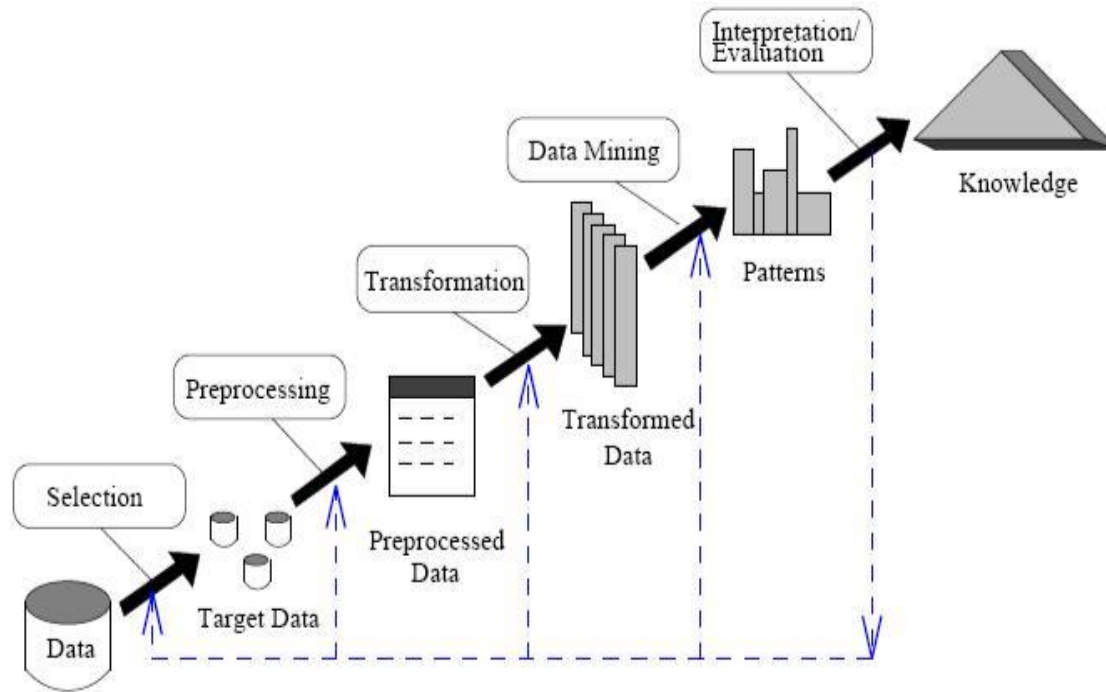 Interpretation/
Evaluation
Knowledge
Data Mining
Patterns
Transformation
Transformed
Data
Preprocessing
Preprocessed
Data
Selection
Target Data
Data